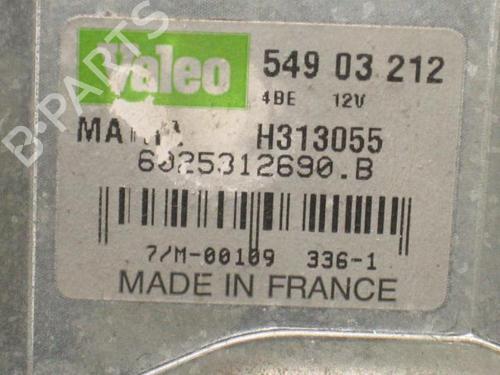 Valeo 549 03 212
4BE 12V
H313055
6025312690.B
7/M-00109 336-1
MADE IN FRANCE
B-PARTS